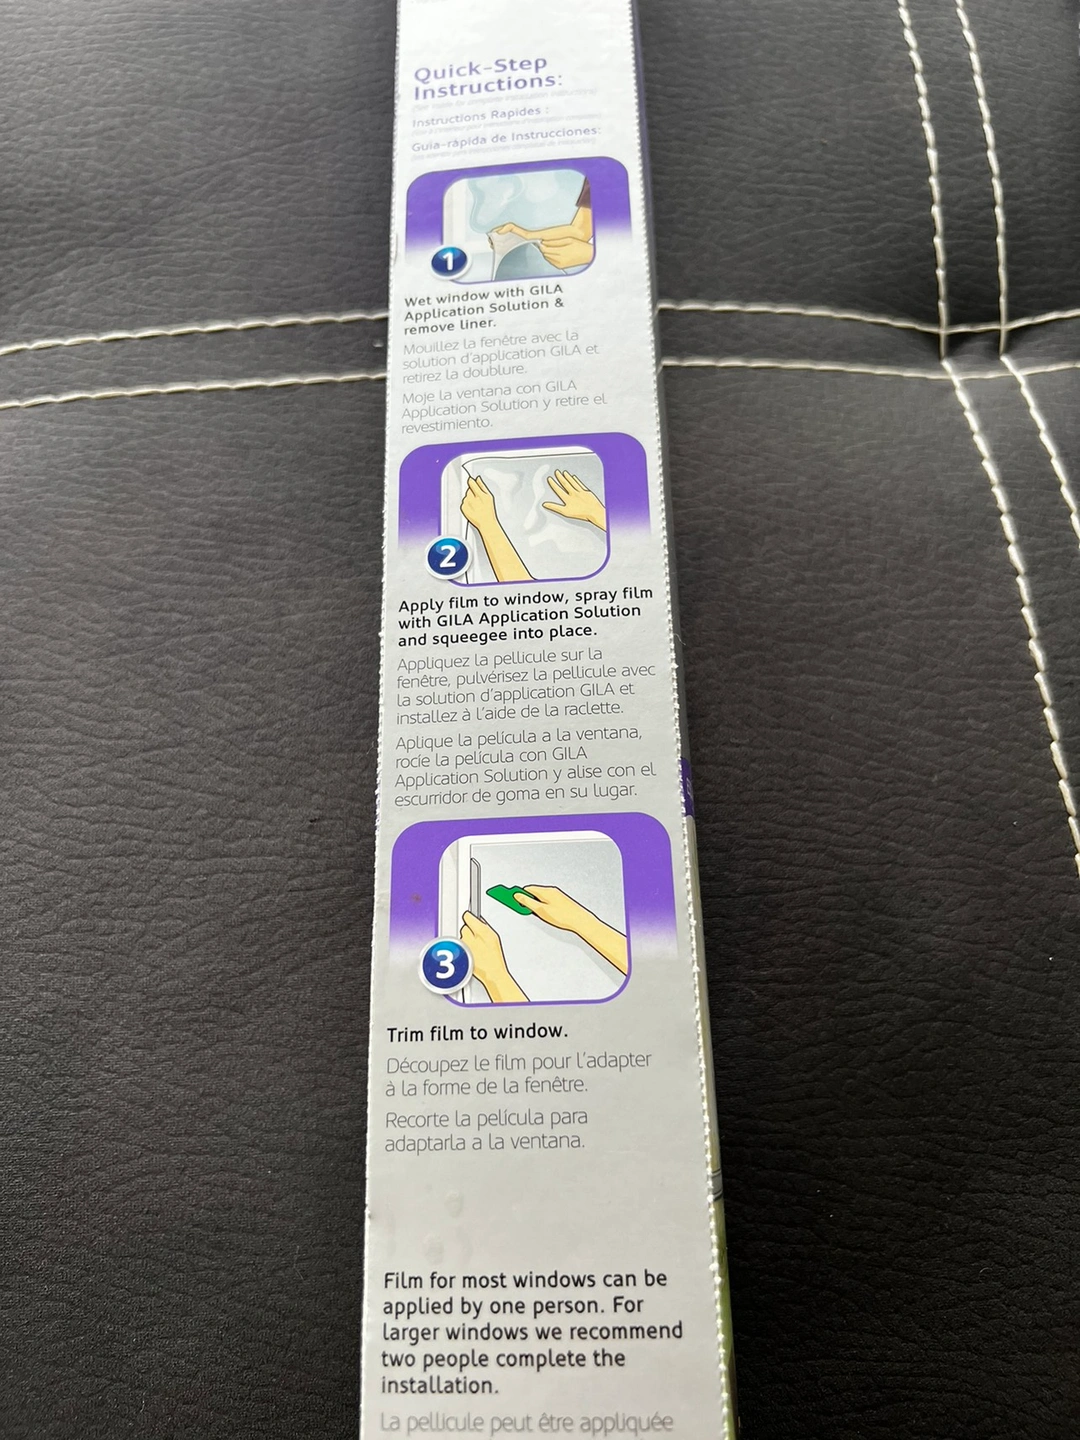 Quick-Step
Instructions:
Instructions Rapides :
Guía-rápida de Instrucciones:
1
Wet window with GILA
Application Solution &
remove liner.
Mouillez la fenêtre avec la
solution d'application GILA et
retirez la doublure.
Moje la ventana con GILA
Application Solution y retire el
revestimiento.
2
Apply film to window, spray film
with GILA Application Solution
and squeegee into place.
Appliquez la pellicule sur la
fenêtre, pulvérisez la pellicule avec
la solution d'application GILA et
installez à l'aide de la raclette.
Aplique la película a la ventana,
rocíe la película con GILA
Application Solution y alise con el
escurridor de goma en su lugar.
3
Trim film to window.
Découpez le film pour l'adapter
à la forme de la fenêtre.
Recorte la película para
adaptarla a la ventana.
Film for most windows can be
applied by one person. For
larger windows we recommend
two people complete the
installation.
La pellicule peut être appliquée